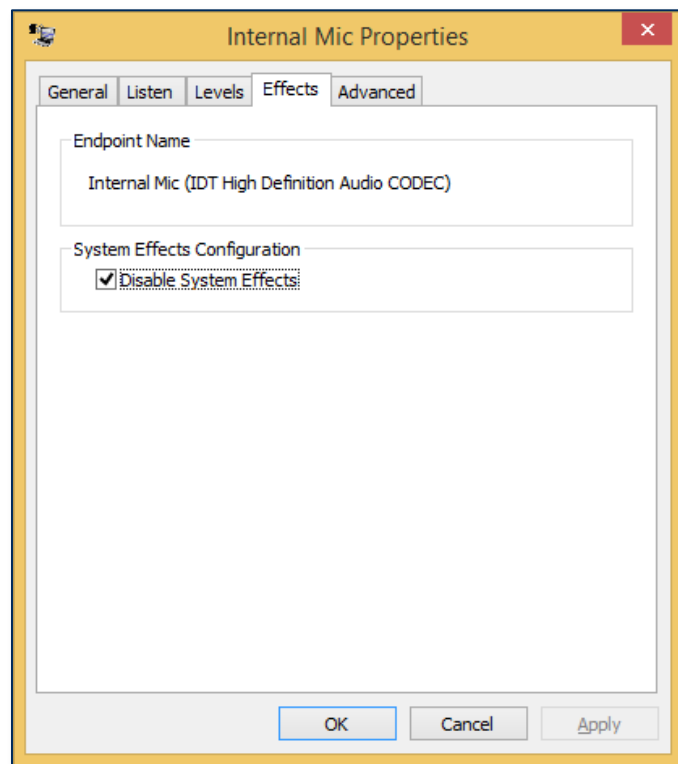 Internal Mic Properties
General Listen Levels Effects Advanced
Endpoint Name
Internal Mic (IDT High Definition Audio CODEC)
System Effects Configuration
Disable System Effects
OK Cancel Apply